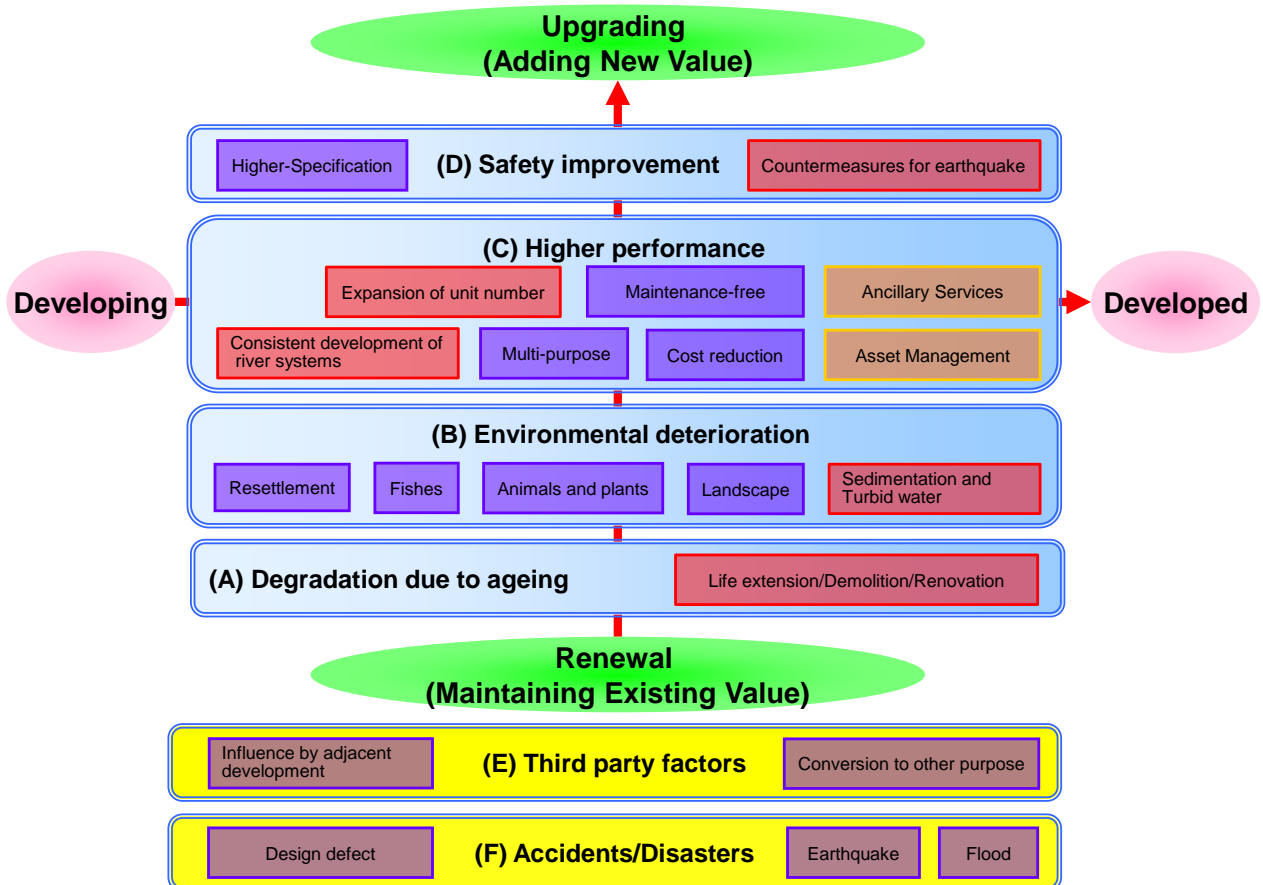 Upgrading
(Adding New Value)
Higher-Specification
(D) Safety improvement
Countermeasures for earthquake
(C) Higher performance
Developing
Expansion of unit number
Maintenance-free
Ancillary Services
Developed
Consistent development of
river systems
Multi-purpose
Cost reduction
Asset Management
(B) Environmental deterioration
Resettlement
Fishes
Animals and plants
Landscape
Sedimentation and
Turbid water
(A) Degradation due to ageing
Life extension/Demolition/Renovation
Renewal
(Maintaining Existing Value)
Influence by adjacent
development
(E) Third party factors
Conversion to other purpose
Design defect
(F) Accidents/Disasters
Earthquake
Flood